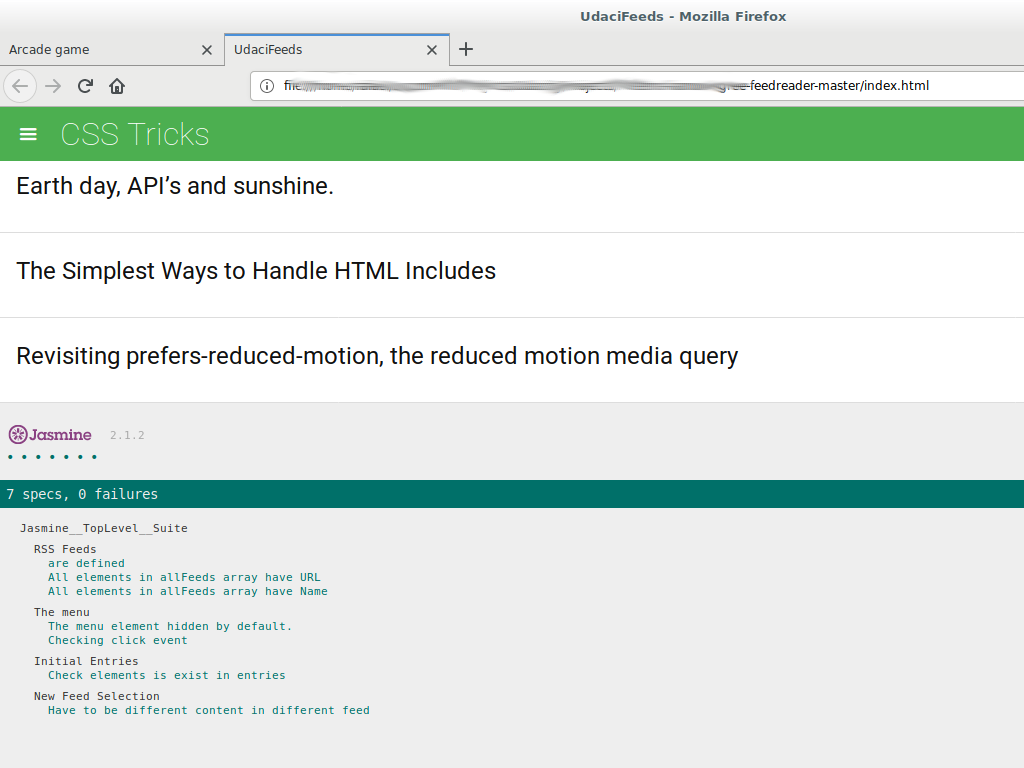 UdaciFeeds - Mozilla Firefox
Arcade game
UdaciFeeds
feedreader-master/index.html
CSS Tricks
Earth day, API’s and sunshine.
The Simplest Ways to Handle HTML Includes
Revisiting prefers-reduced-motion, the reduced motion media query
Jasmine 2.1.2
7 specs, 0 failures
Jasmine__TopLevel__Suite
RSS Feeds
are defined
All elements in allFeeds array have URL
All elements in allFeeds array have Name
The menu
The menu element hidden by default.
Checking click event
Initial Entries
Check elements is exist in entries
New Feed Selection
Have to be different content in different feed